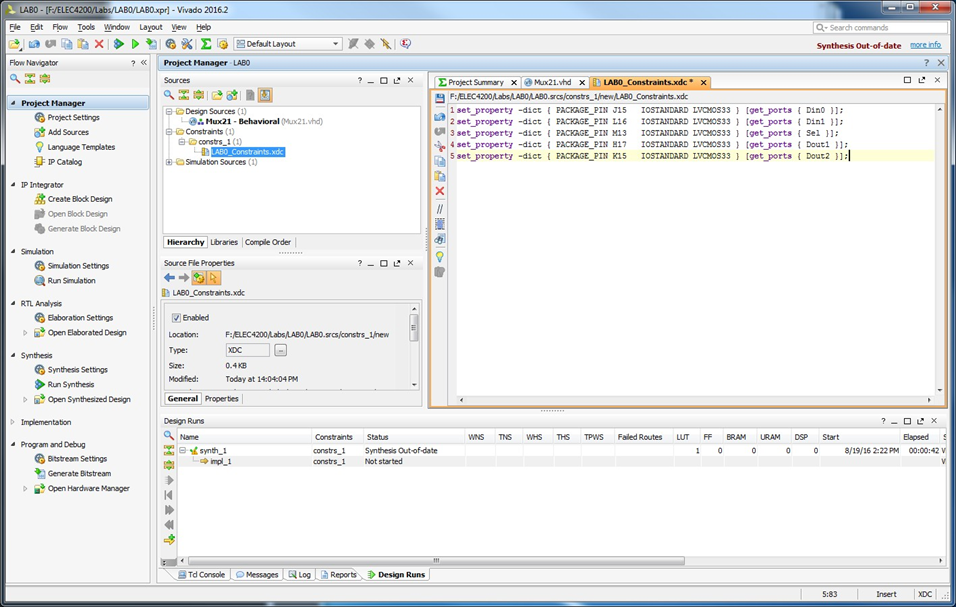 LAB0 - [F:/ELEC4200/Labs/LAB0/LAB0.xpr] - Vivado 2016.2
File Edit Flow Tools Window Layout View Help
Search commands
Default Layout
Synthesis Out-of-date more info
Flow Navigator
Project Manager
Project Settings
Add Sources
Language Templates
IP Catalog
IP Integrator
Create Block Design
Open Block Design
Generate Block Design
Simulation
Simulation Settings
Run Simulation
RTL Analysis
Elaboration Settings
Open Elaborated Design
Synthesis
Synthesis Settings
Run Synthesis
Open Synthesized Design
Implementation
Program and Debug
Bitstream Settings
Generate Bitstream
Open Hardware Manager
Project Manager - LAB0
Sources
Design Sources (1)
Mux21 - Behavioral (Mux21.vhd)
Constraints (1)
constrs_1 (1)
LAB0_Constraints.xdc
Simulation Sources (1)
Hierarchy Libraries Compile Order
Source File Properties
LAB0_Constraints.xdc
Enabled
Location: F:/ELEC4200/Labs/LAB0/LAB0.srcs/constrs_1/new
Type: XDC ...
Size: 0.4 KB
Modified: Today at 14:04:04 PM
General Properties
Project Summary Mux21.vhd LAB0_Constraints.xdc *
F:/ELEC4200/Labs/LAB0/LAB0.srcs/constrs_1/new/LAB0_Constraints.xdc
1 set_property -dict { PACKAGE_PIN J15 IOSTANDARD LVCMOS33 } [get_ports { Din0 }];
2 set_property -dict { PACKAGE_PIN L16 IOSTANDARD LVCMOS33 } [get_ports { Din1 }];
3 set_property -dict { PACKAGE_PIN M13 IOSTANDARD LVCMOS33 } [get_ports { Sel }];
4 set_property -dict { PACKAGE_PIN H17 IOSTANDARD LVCMOS33 } [get_ports { Dout1 }];
5 set_property -dict { PACKAGE_PIN K15 IOSTANDARD LVCMOS33 } [get_ports { Dout2 }];
Design Runs
Name Constraints Status WNS TNS WHS THS TPWS Failed Routes LUT FF BRAM URAM DSP Start Elapsed S
synth_1 constrs_1 Synthesis Out-of-date 1 0 0 0 0 8/19/16 2:22 PM 00:00:42 V
impl_1 constrs_1 Not started V
Tcl Console Messages Log Reports Design Runs
5:83 Insert XDC